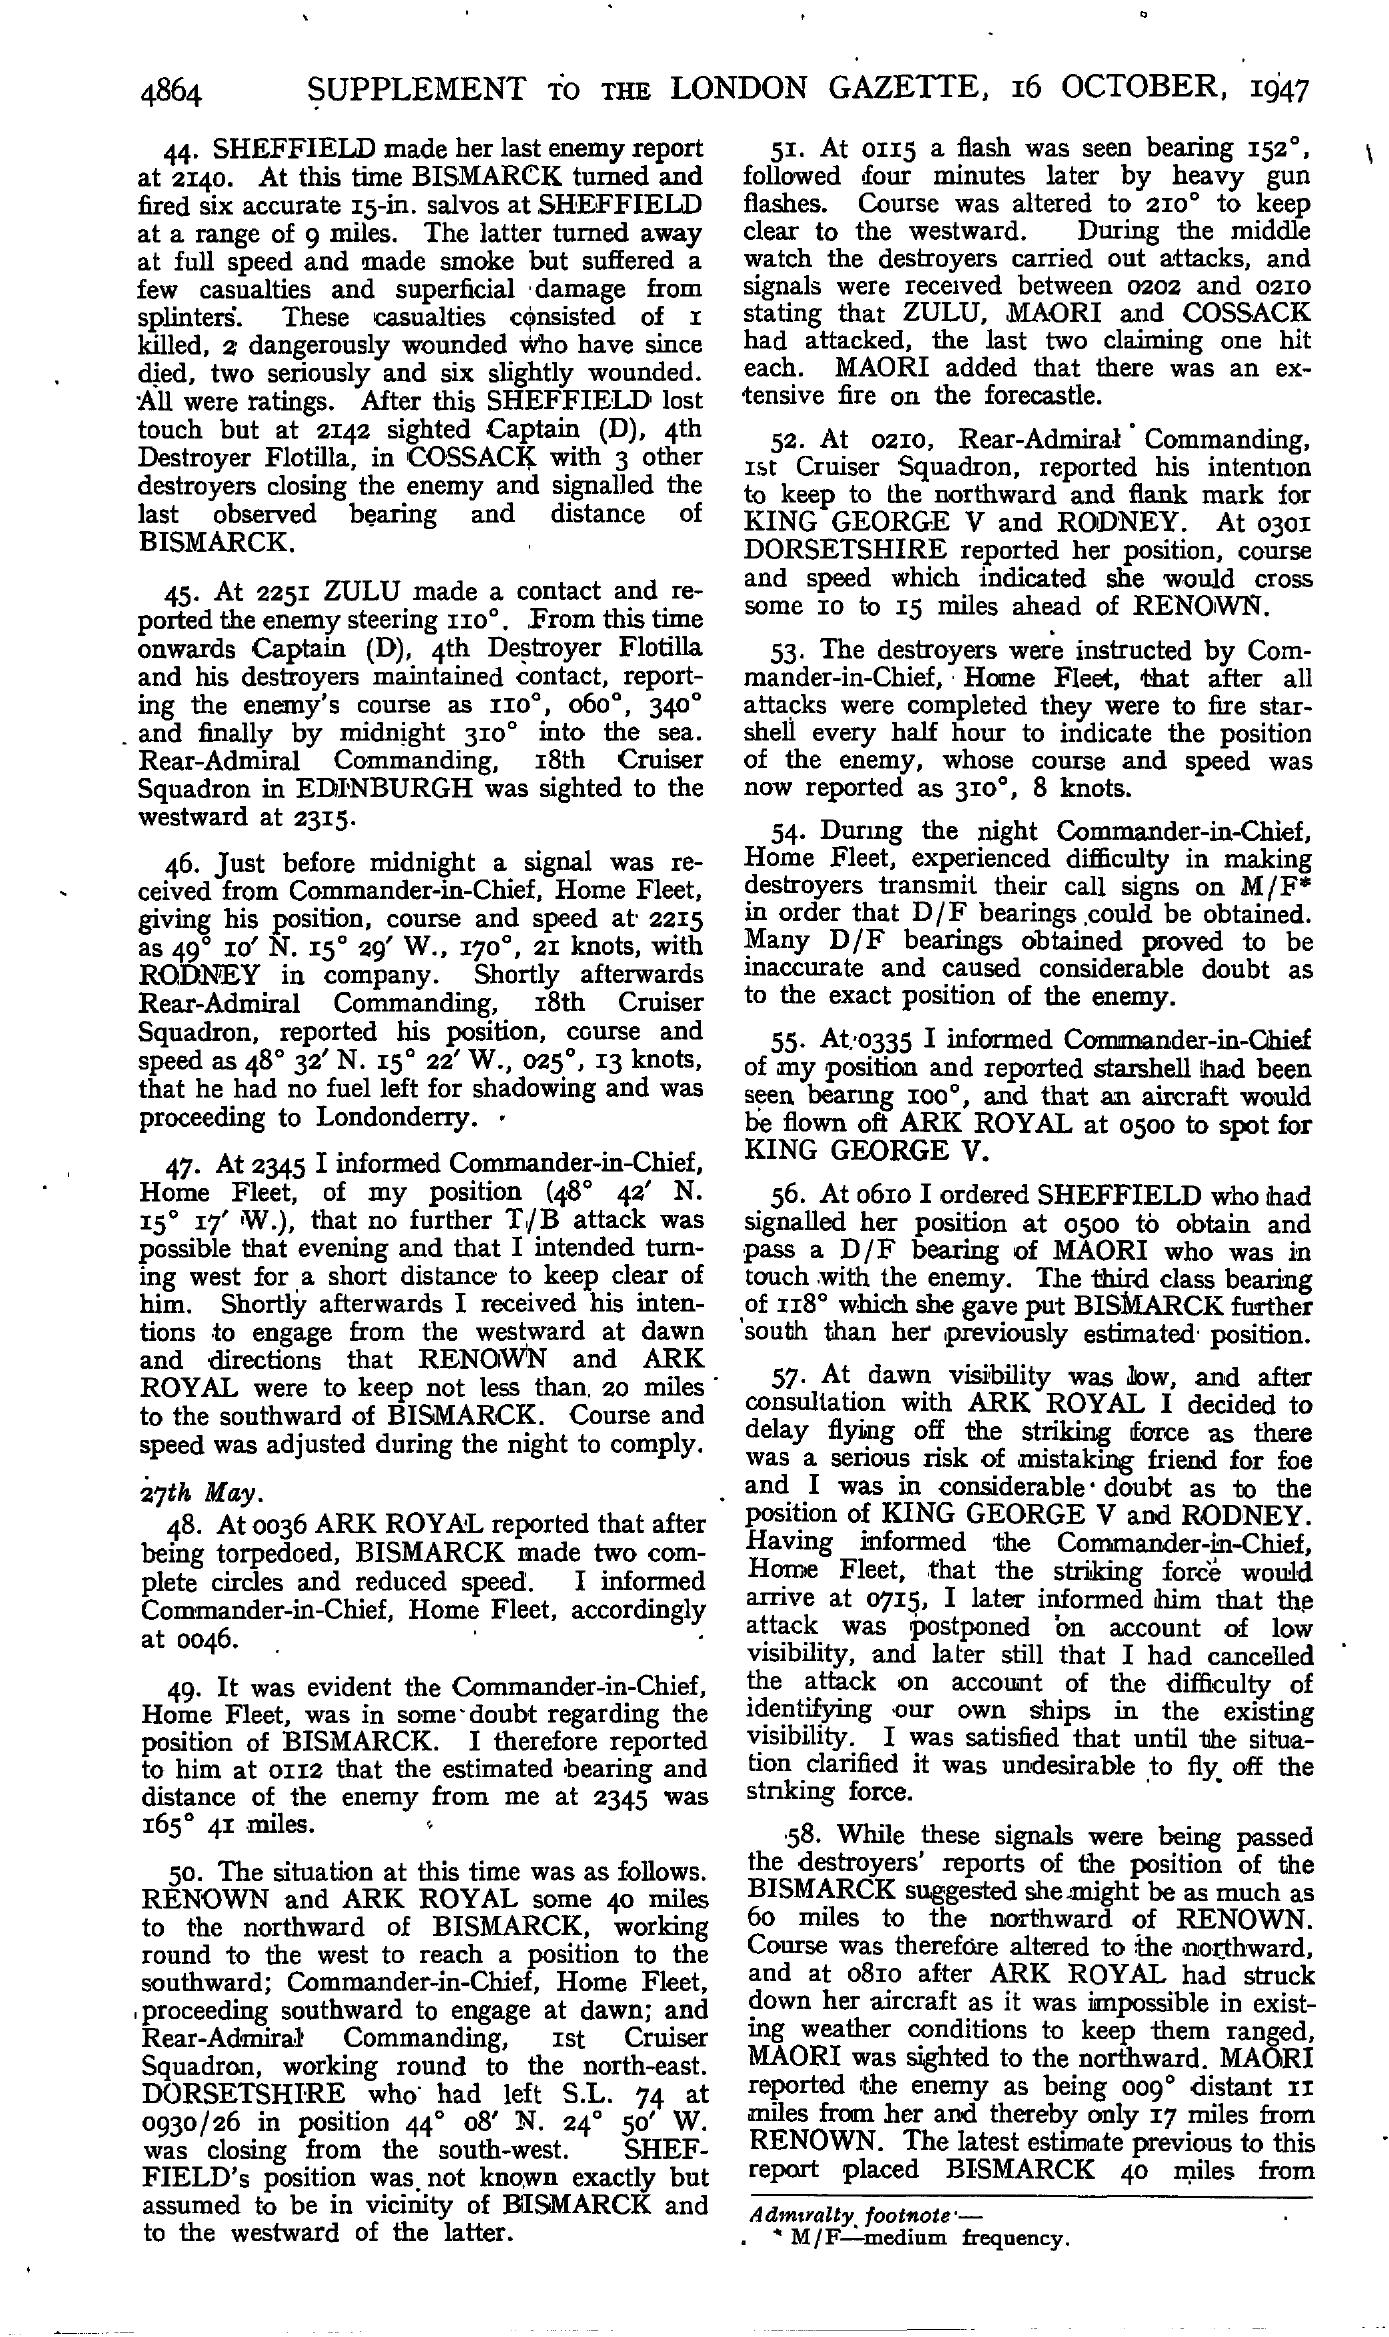 4864 SUPPLEMENT TO THE LONDON GAZETTE, 16 OCTOBER, 1947
44. SHEFFIELD made her last enemy report
at 2140. At this time BISMARCK turned and
fired six accurate 15-in. salvos at SHEFFIELD
at a range of 9 miles. The latter turned away
at full speed and made smoke but suffered a
few casualties and superficial damage from
splinters. These casualties consisted of 1
killed, 2 dangerously wounded who have since
died, two seriously and six slightly wounded.
All were ratings. After this SHEFFIELD lost
touch but at 2142 sighted Captain (D), 4th
Destroyer Flotilla, in COSSACK with 3 other
destroyers closing the enemy and signalled the
last observed bearing and distance of
BISMARCK.
45. At 2251 ZULU made a contact and re-
ported the enemy steering 110°. From this time
onwards Captain (D), 4th Destroyer Flotilla
and his destroyers maintained contact, report-
ing the enemy's course as 110°, 060°, 340°
and finally by midnight 310° into the sea.
Rear-Admiral Commanding, 18th Cruiser
Squadron in EDINBURGH was sighted to the
westward at 2315.
46. Just before midnight a signal was re-
ceived from Commander-in-Chief, Home Fleet,
giving his position, course and speed at 2215
as 49° 10′ N. 15° 29′ W., 170°, 21 knots, with
RODNEY in company. Shortly afterwards
Rear-Admiral Commanding, 18th Cruiser
Squadron, reported his position, course and
speed as 48° 32′ N. 15° 22′ W., 025°, 13 knots,
that he had no fuel left for shadowing and was
proceeding to Londonderry.
47. At 2345 I informed Commander-in-Chief,
Home Fleet, of my position (48° 42′ N.
15° 17′ W.), that no further T/B attack was
possible that evening and that I intended turn-
ing west for a short distance to keep clear of
him. Shortly afterwards I received his inten-
tions to engage from the westward at dawn
and directions that RENOWN and ARK
ROYAL were to keep not less than 20 miles
to the southward of BISMARCK. Course and
speed was adjusted during the night to comply.
27th May.
48. At 0036 ARK ROYAL reported that after
being torpedoed, BISMARCK made two com-
plete circles and reduced speed. I informed
Commander-in-Chief, Home Fleet, accordingly
at 0046.
49. It was evident the Commander-in-Chief,
Home Fleet, was in some doubt regarding the
position of BISMARCK. I therefore reported
to him at 0112 that the estimated bearing and
distance of the enemy from me at 2345 was
165° 41 miles.
50. The situation at this time was as follows.
RENOWN and ARK ROYAL some 40 miles
to the northward of BISMARCK, working
round to the west to reach a position to the
southward; Commander-in-Chief, Home Fleet,
proceeding southward to engage at dawn; and
Rear-Admiral Commanding, 1st Cruiser
Squadron, working round to the north-east.
DORSETSHIRE who had left S.L. 74 at
0930/26 in position 44° 08′ N. 24° 50′ W.
was closing from the south-west. SHEF-
FIELD's position was not known exactly but
assumed to be in vicinity of BISMARCK and
to the westward of the latter.
51. At 0115 a flash was seen bearing 152°,
followed four minutes later by heavy gun
flashes. Course was altered to 210° to keep
clear to the westward. During the middle
watch the destroyers carried out attacks, and
signals were received between 0202 and 0210
stating that ZULU, MAORI and COSSACK
had attacked, the last two claiming one hit
each. MAORI added that there was an ex-
tensive fire on the forecastle.
52. At 0210, Rear-Admiral Commanding,
1st Cruiser Squadron, reported his intention
to keep to the northward and flank mark for
KING GEORGE V and RODNEY. At 0301
DORSETSHIRE reported her position, course
and speed which indicated she would cross
some 10 to 15 miles ahead of RENOWN.
53. The destroyers were instructed by Com-
mander-in-Chief, Home Fleet, that after all
attacks were completed they were to fire star-
shell every half hour to indicate the position
of the enemy, whose course and speed was
now reported as 310°, 8 knots.
54. During the night Commander-in-Chief,
Home Fleet, experienced difficulty in making
destroyers transmit their call signs on M/F*
in order that D/F bearings could be obtained.
Many D/F bearings obtained proved to be
inaccurate and caused considerable doubt as
to the exact position of the enemy.
55. At 0335 I informed Commander-in-Chief
of my position and reported starshell had been
seen bearing 100°, and that an aircraft would
be flown off ARK ROYAL at 0500 to spot for
KING GEORGE V.
56. At 0610 I ordered SHEFFIELD who had
signalled her position at 0500 to obtain and
pass a D/F bearing of MAORI who was in
touch with the enemy. The third class bearing
of 118° which she gave put BISMARCK further
south than her previously estimated position.
57. At dawn visibility was low, and after
consultation with ARK ROYAL I decided to
delay flying off the striking force as there
was a serious risk of mistaking friend for foe
and I was in considerable doubt as to the
position of KING GEORGE V and RODNEY.
Having informed the Commander-in-Chief,
Home Fleet, that the striking force would
arrive at 0715, I later informed him that the
attack was postponed on account of low
visibility, and later still that I had cancelled
the attack on account of the difficulty of
identifying our own ships in the existing
visibility. I was satisfied that until the situa-
tion clarified it was undesirable to fly off the
striking force.
58. While these signals were being passed
the destroyers' reports of the position of the
BISMARCK suggested she might be as much as
60 miles to the northward of RENOWN.
Course was therefore altered to the northward,
and at 0810 after ARK ROYAL had struck
down her aircraft as it was impossible in exist-
ing weather conditions to keep them ranged,
MAORI was sighted to the northward. MAORI
reported the enemy as being 009° distant 11
miles from her and thereby only 17 miles from
RENOWN. The latest estimate previous to this
report placed BISMARCK 40 miles from
Admiralty footnote—
* M/F—medium frequency.